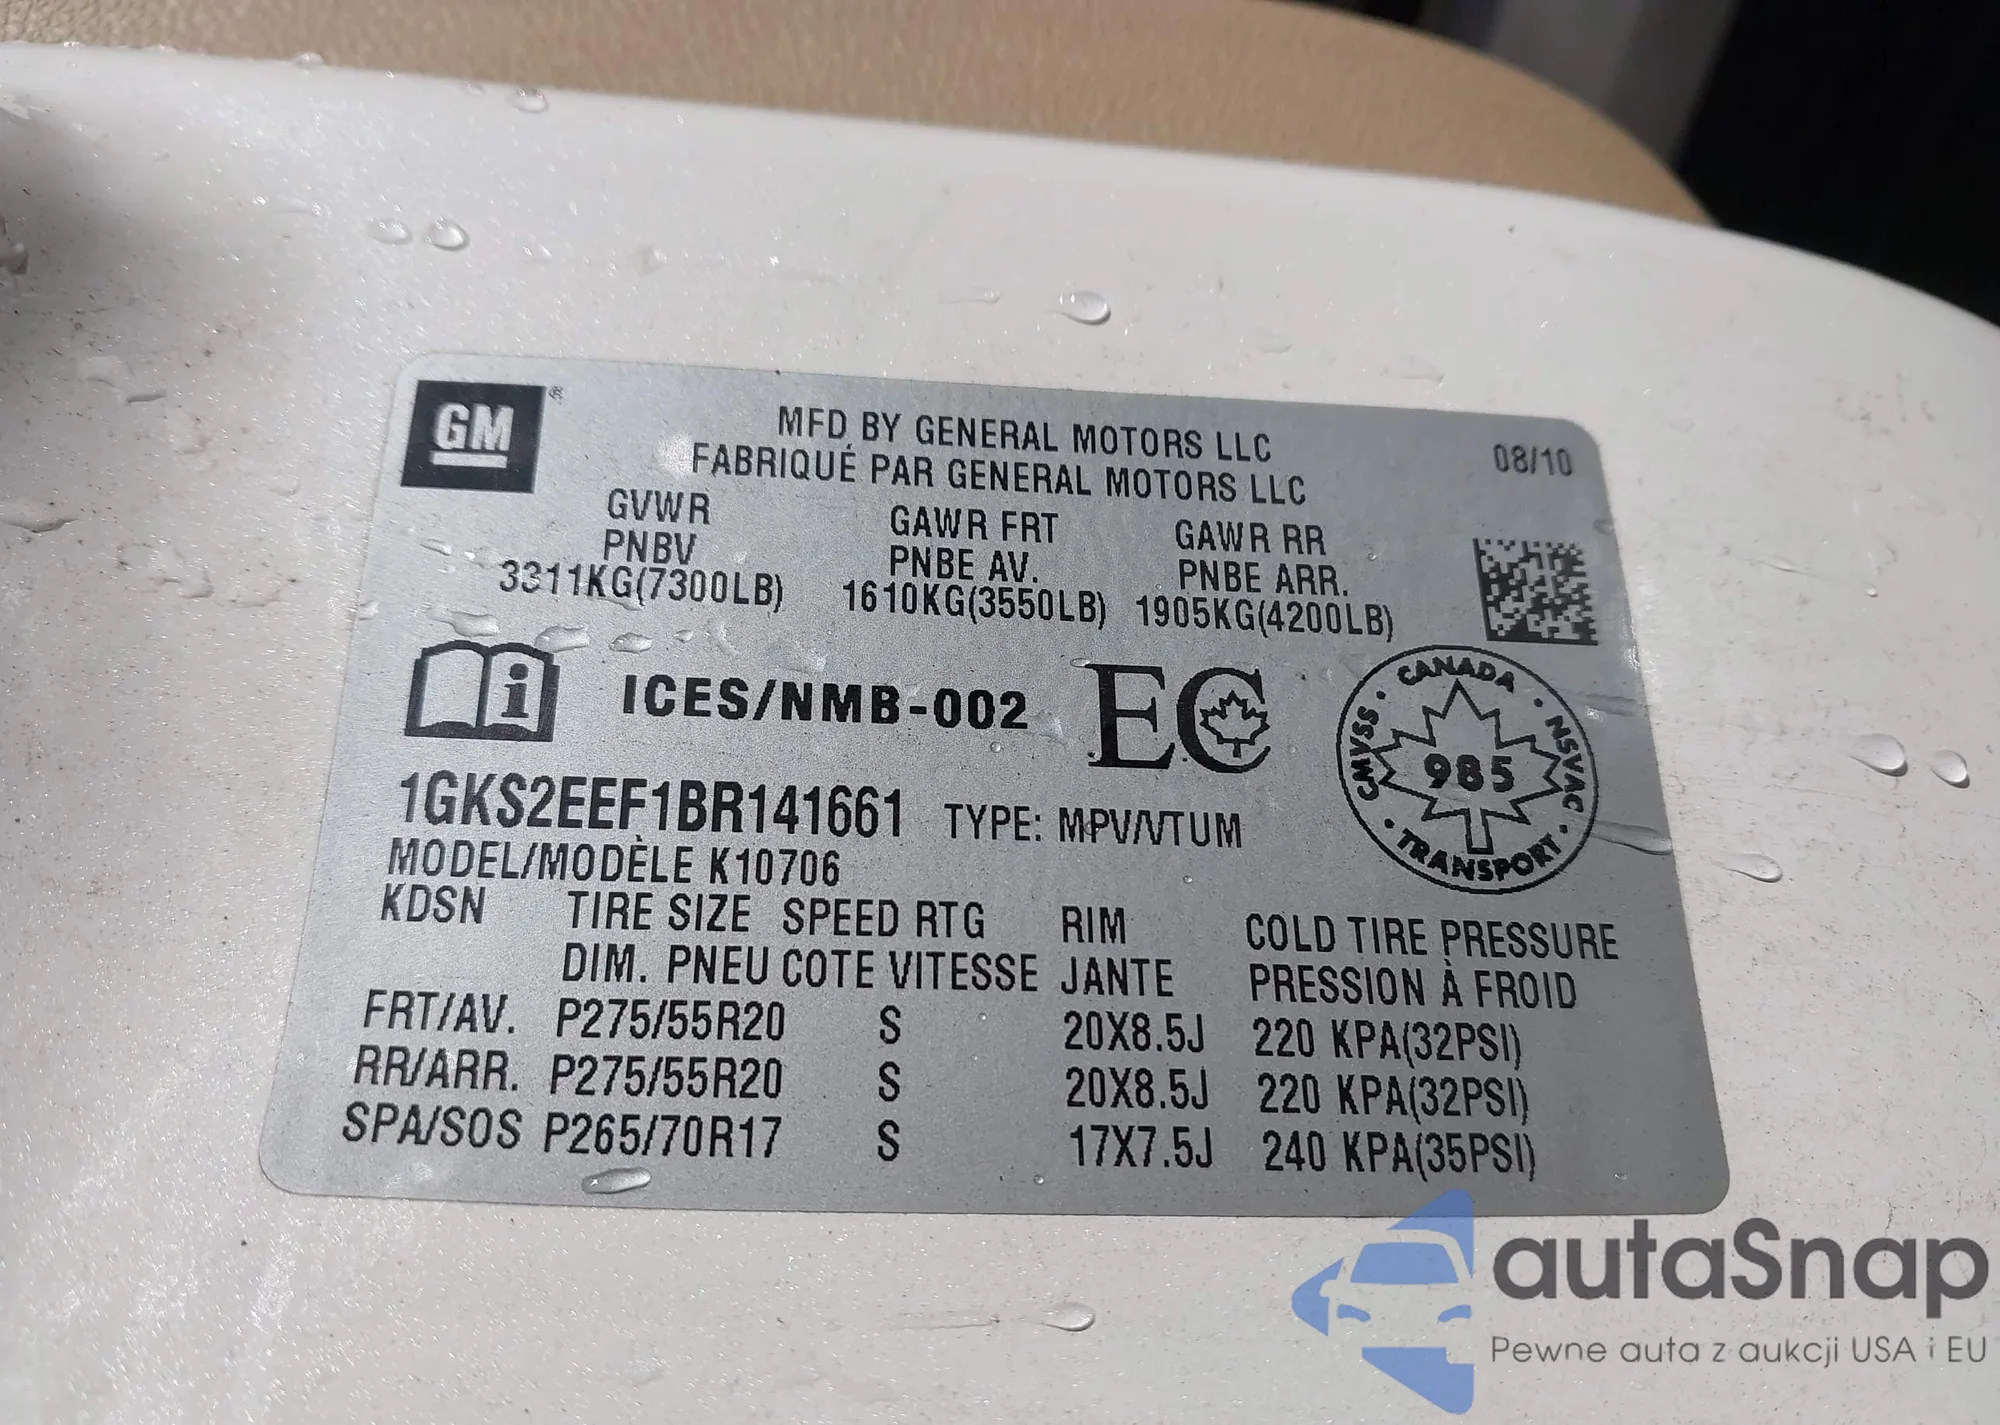 GM®
MFD BY GENERAL MOTORS LLC
FABRIQUÉ PAR GENERAL MOTORS LLC
08/10
GVWR GAWR FRT GAWR RR
PNBV PNBE AV. PNBE ARR.
3311KG(7300LB) 1610KG(3550LB) 1905KG(4200LB)
i ICES/NMB-002 EC
CANADA
CMVSS · 985 · NSVAC
· TRANSPORT ·
1GKS2EEF1BR141661 TYPE: MPV/VTUM
MODEL/MODÈLE K10706
KDSN TIRE SIZE SPEED RTG RIM COLD TIRE PRESSURE
DIM. PNEU COTE VITESSE JANTE PRESSION À FROID
FRT/AV. P275/55R20 S 20X8.5J 220 KPA(32PSI)
RR/ARR. P275/55R20 S 20X8.5J 220 KPA(32PSI)
SPA/SOS P265/70R17 S 17X7.5J 240 KPA(35PSI)
autaSnap
Pewne auta z aukcji USA i EU